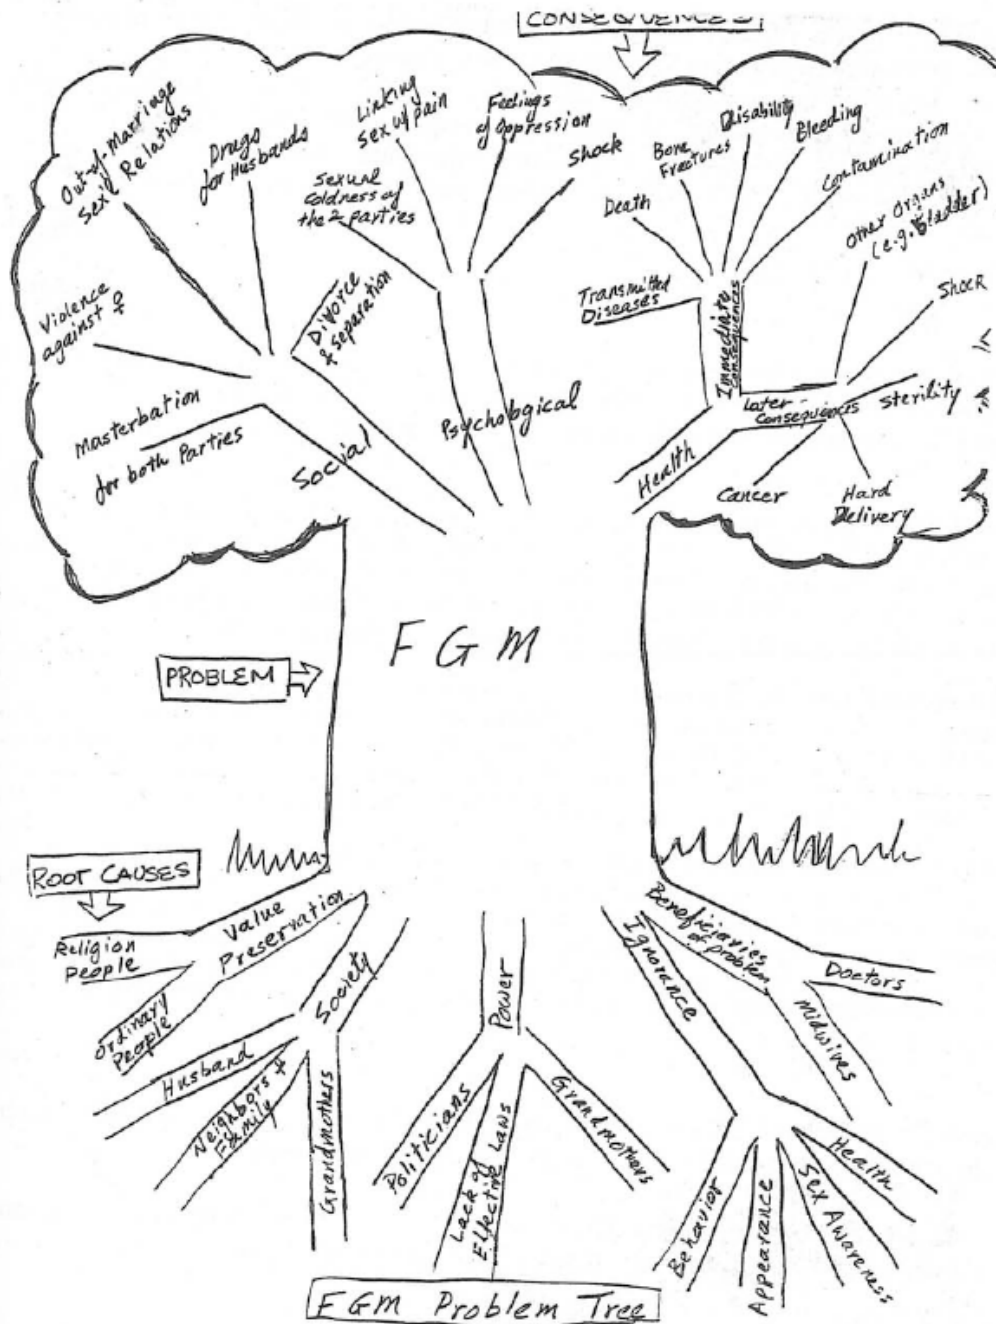 CONSEQUENCES
Out-of-Marriage
Sexual Relations
Drugs
for Husbands
Linking
sex w/ pain
Feelings
of oppression
Shock
Sexual
Coldness of
the 2 parties
Divorce
& Separation
Violence
against ♀
Masterbation
for both Parties
Social
Psychological
Disability
Bleeding
Bone
Fractures
Contamination
Death
Other Organs
(e.g. Bladder)
Transmitted
Diseases
Immediate
Consequences
Shock
Later
Consequences
Sterility
Health
Cancer
Hard
Delivery
FGM
PROBLEM
ROOT CAUSES
Religion
People
Value
Preservation
Ordinary
People
Society
Husband
Neighbors &
Family
Grandmothers
Power
Politicians
Lack of
Effective Laws
Grandmothers
Ignorance
Beneficiaries
of problem
Doctors
Midwives
Health
Sex Awareness
Appearance
Behavior
FGM Problem Tree